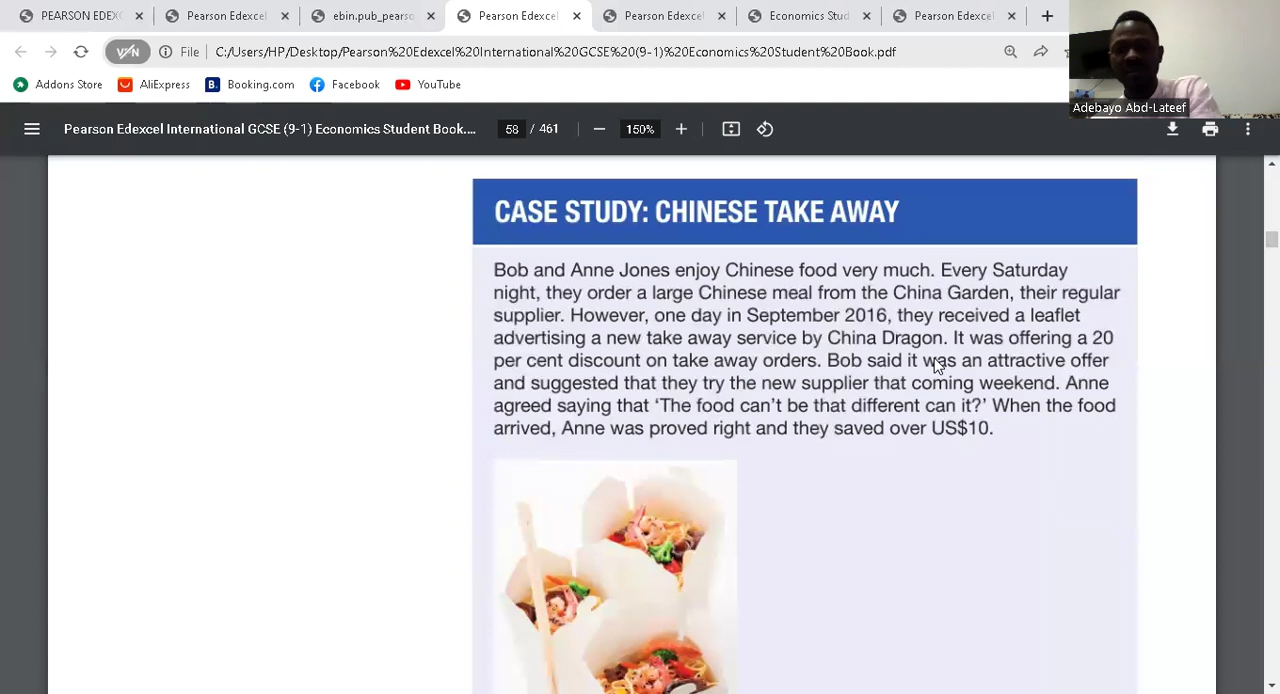 PEARSON EDEX
Pearson Edexcel
ebin.pub_pearso
Pearson Edexcel
Pearson Edexcel
Economics Stud
Pearson Edexcel
VPN
File
C:/Users/HP/Desktop/Pearson%20Edexcel%20International%20GCSE%20(9-1)%20Economics%20Student%20Book.pdf
Addons Store
AliExpress
B.
Booking.com
Facebook
YouTube
Adebayo Abd-Lateef
Pearson Edexcel International GCSE (9-1) Economics Student Book....
58 / 461
150%
CASE STUDY: CHINESE TAKE AWAY
Bob and Anne Jones enjoy Chinese food very much. Every Saturday
night, they order a large Chinese meal from the China Garden, their regular
supplier. However, one day in September 2016, they received a leaflet
advertising a new take away service by China Dragon. It was offering a 20
per cent discount on take away orders. Bob said it was an attractive offer
and suggested that they try the new supplier that coming weekend. Anne
agreed saying that ‘The food can’t be that different can it?’ When the food
arrived, Anne was proved right and they saved over US$10.